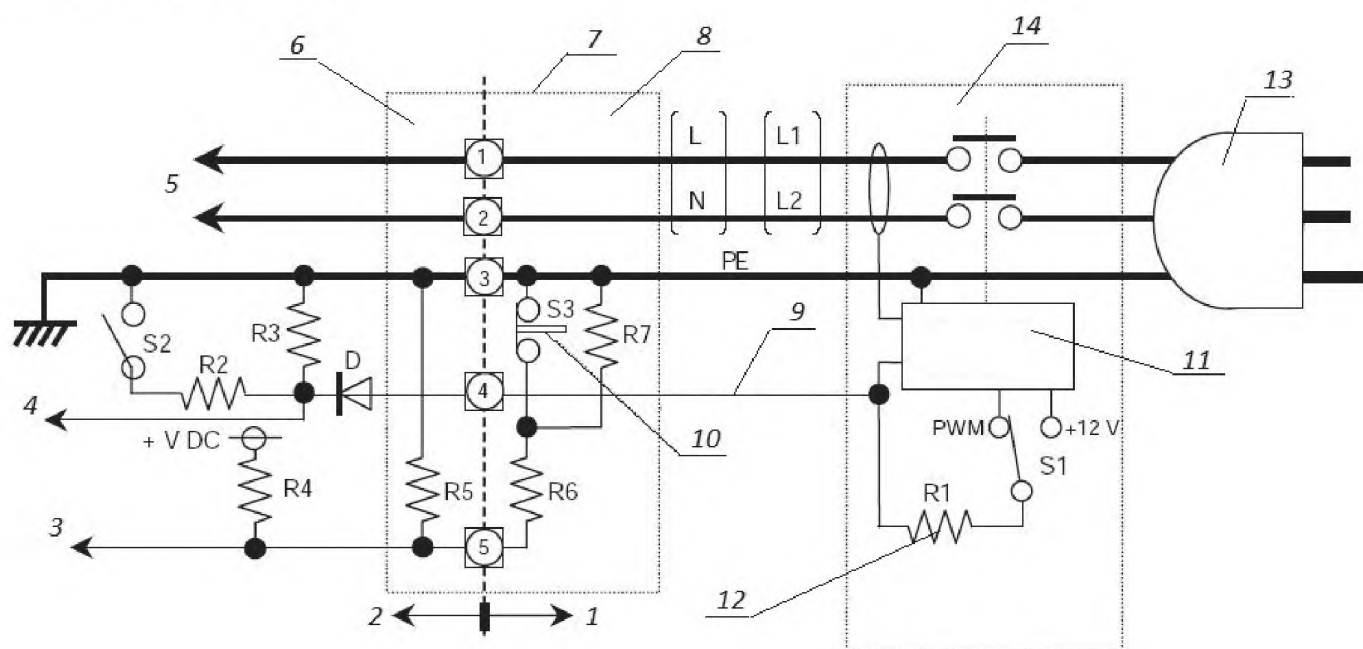 14
6 7 8 13
L L1
1
5
N L2
2
3 PE
S3 9
S2 R3 R7
D 11
R2
4
4
PWM +12 V
+ V DC 10
S1
R4 R5 R6 R1
3
5
12
2 1